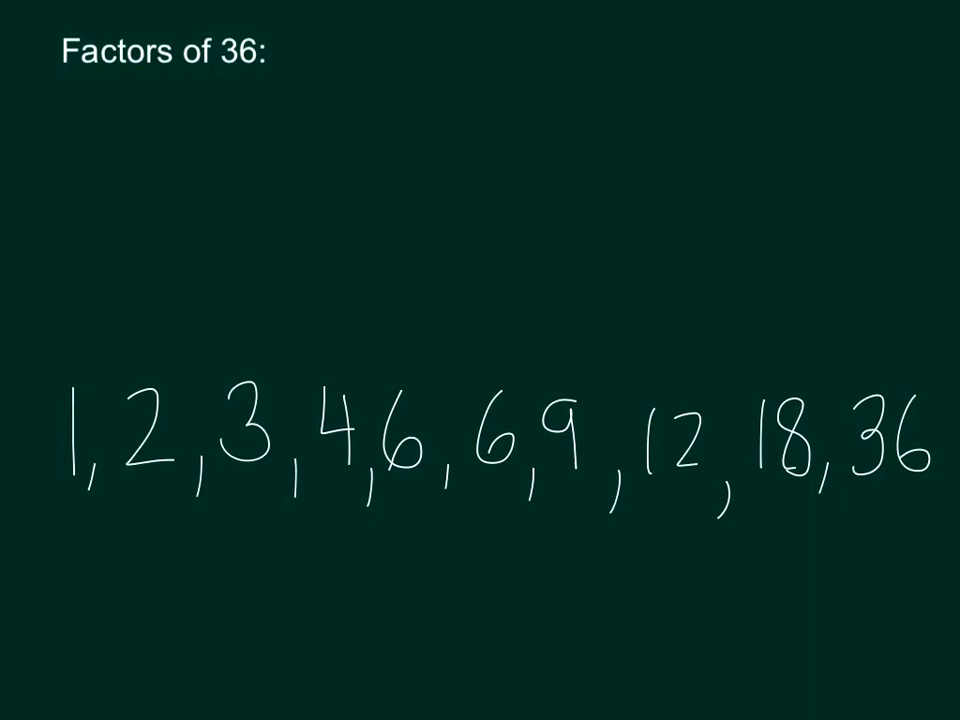 Factors of 36:
1, 2, 3, 4, 6, 6, 9, 12, 18, 36